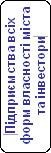 Підприємства всіх
форм власності міста
та інвестори